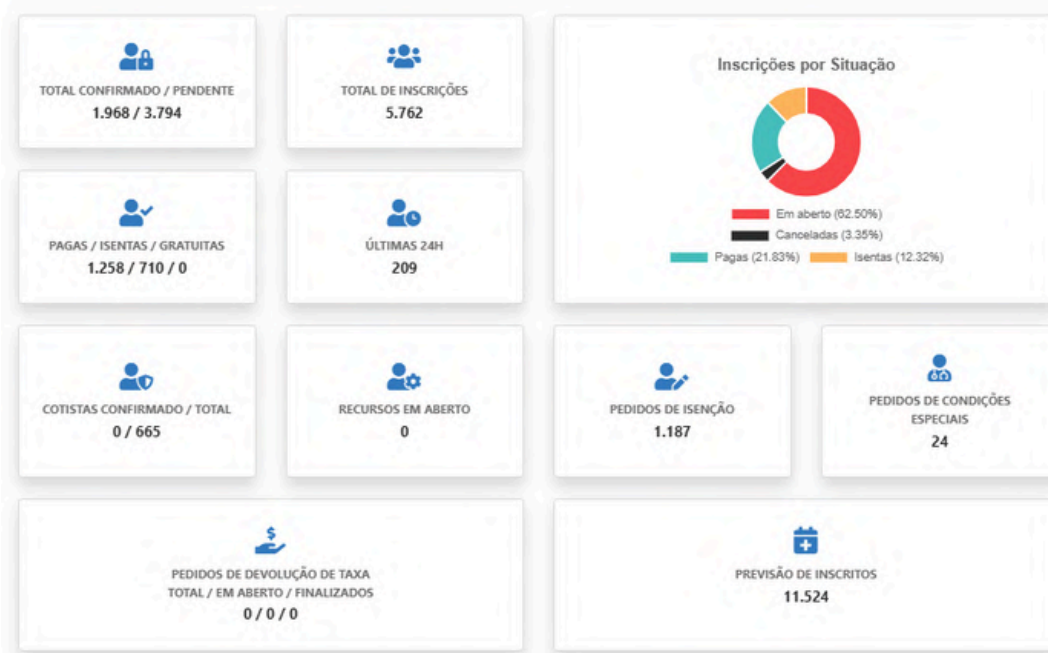 TOTAL CONFIRMADO / PENDENTE
1.968 / 3.794
TOTAL DE INSCRIÇÕES
5.762
Inscrições por Situação
Em aberto (62.50%)
Canceladas (3.35%)
Pagas (21.83%)
Isentas (12.32%)
PAGAS / ISENTAS / GRATUITAS
1.258 / 710 / 0
ÚLTIMAS 24H
209
COTISTAS CONFIRMADO / TOTAL
0 / 665
RECURSOS EM ABERTO
0
PEDIDOS DE ISENÇÃO
1.187
PEDIDOS DE CONDIÇÕES
ESPECIAIS
24
PEDIDOS DE DEVOLUÇÃO DE TAXA
TOTAL / EM ABERTO / FINALIZADOS
0 / 0 / 0
PREVISÃO DE INSCRITOS
11.524